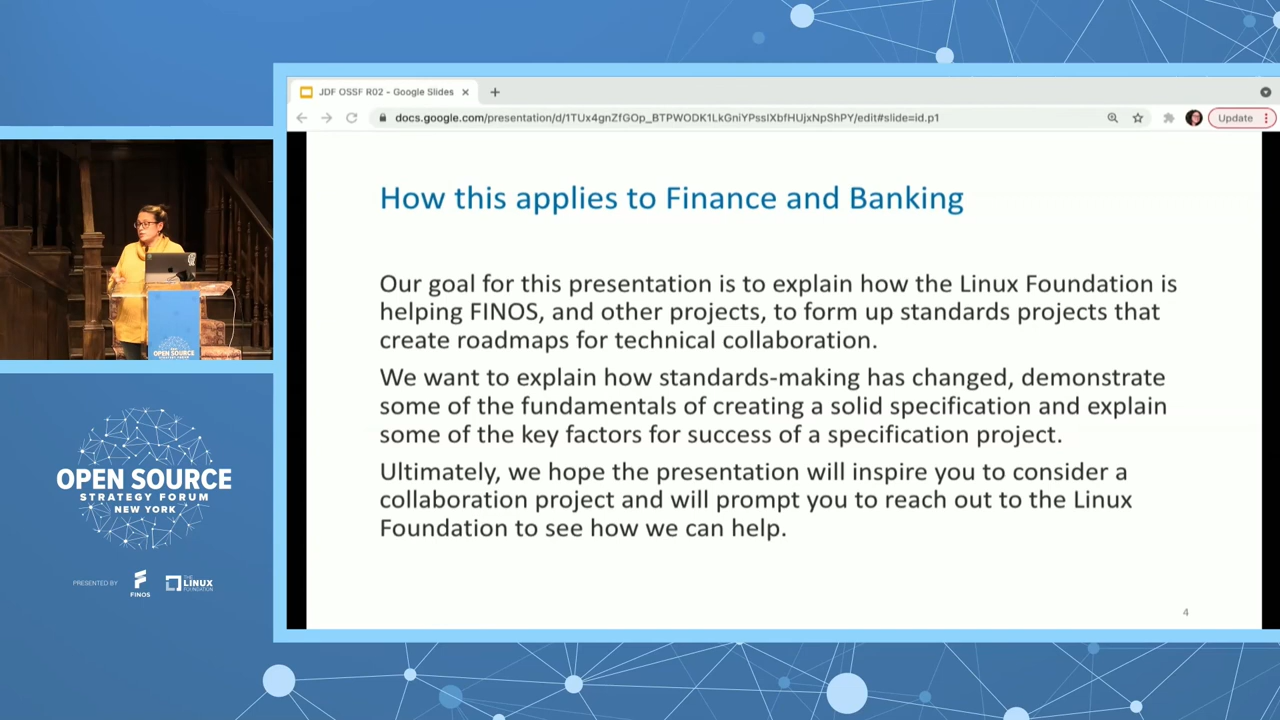 JDF OSSF R02 - Google Slides
docs.google.com/presentation/d/1TUx4gnZfGOp_BTPWODK1LkGniYPssIXbfHUjxNpShPY/edit#slide=id.p1
Update
How this applies to Finance and Banking
Our goal for this presentation is to explain how the Linux Foundation is
helping FINOS, and other projects, to form up standards projects that
create roadmaps for technical collaboration.
We want to explain how standards-making has changed, demonstrate
some of the fundamentals of creating a solid specification and explain
some of the key factors for success of a specification project.
Ultimately, we hope the presentation will inspire you to consider a
collaboration project and will prompt you to reach out to the Linux
Foundation to see how we can help.
4
OPEN SOURCE
STRATEGY FORUM
OPEN SOURCE
STRATEGY FORUM
NEW YORK
PRESENTED BY
FINOS
THE
LINUX
FOUNDATION